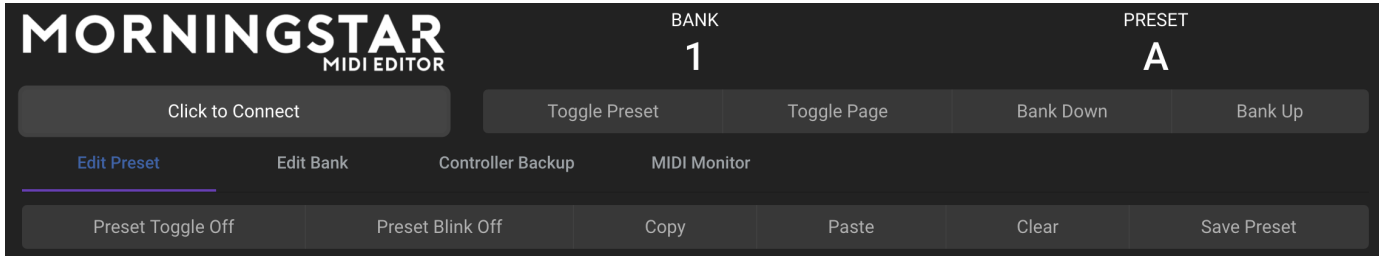 MORNINGSTAR
MIDI EDITOR
BANK
1
PRESET
A
Click to Connect
Toggle Preset Toggle Page Bank Down Bank Up
Edit Preset Edit Bank Controller Backup MIDI Monitor
Preset Toggle Off Preset Blink Off Copy Paste Clear Save Preset